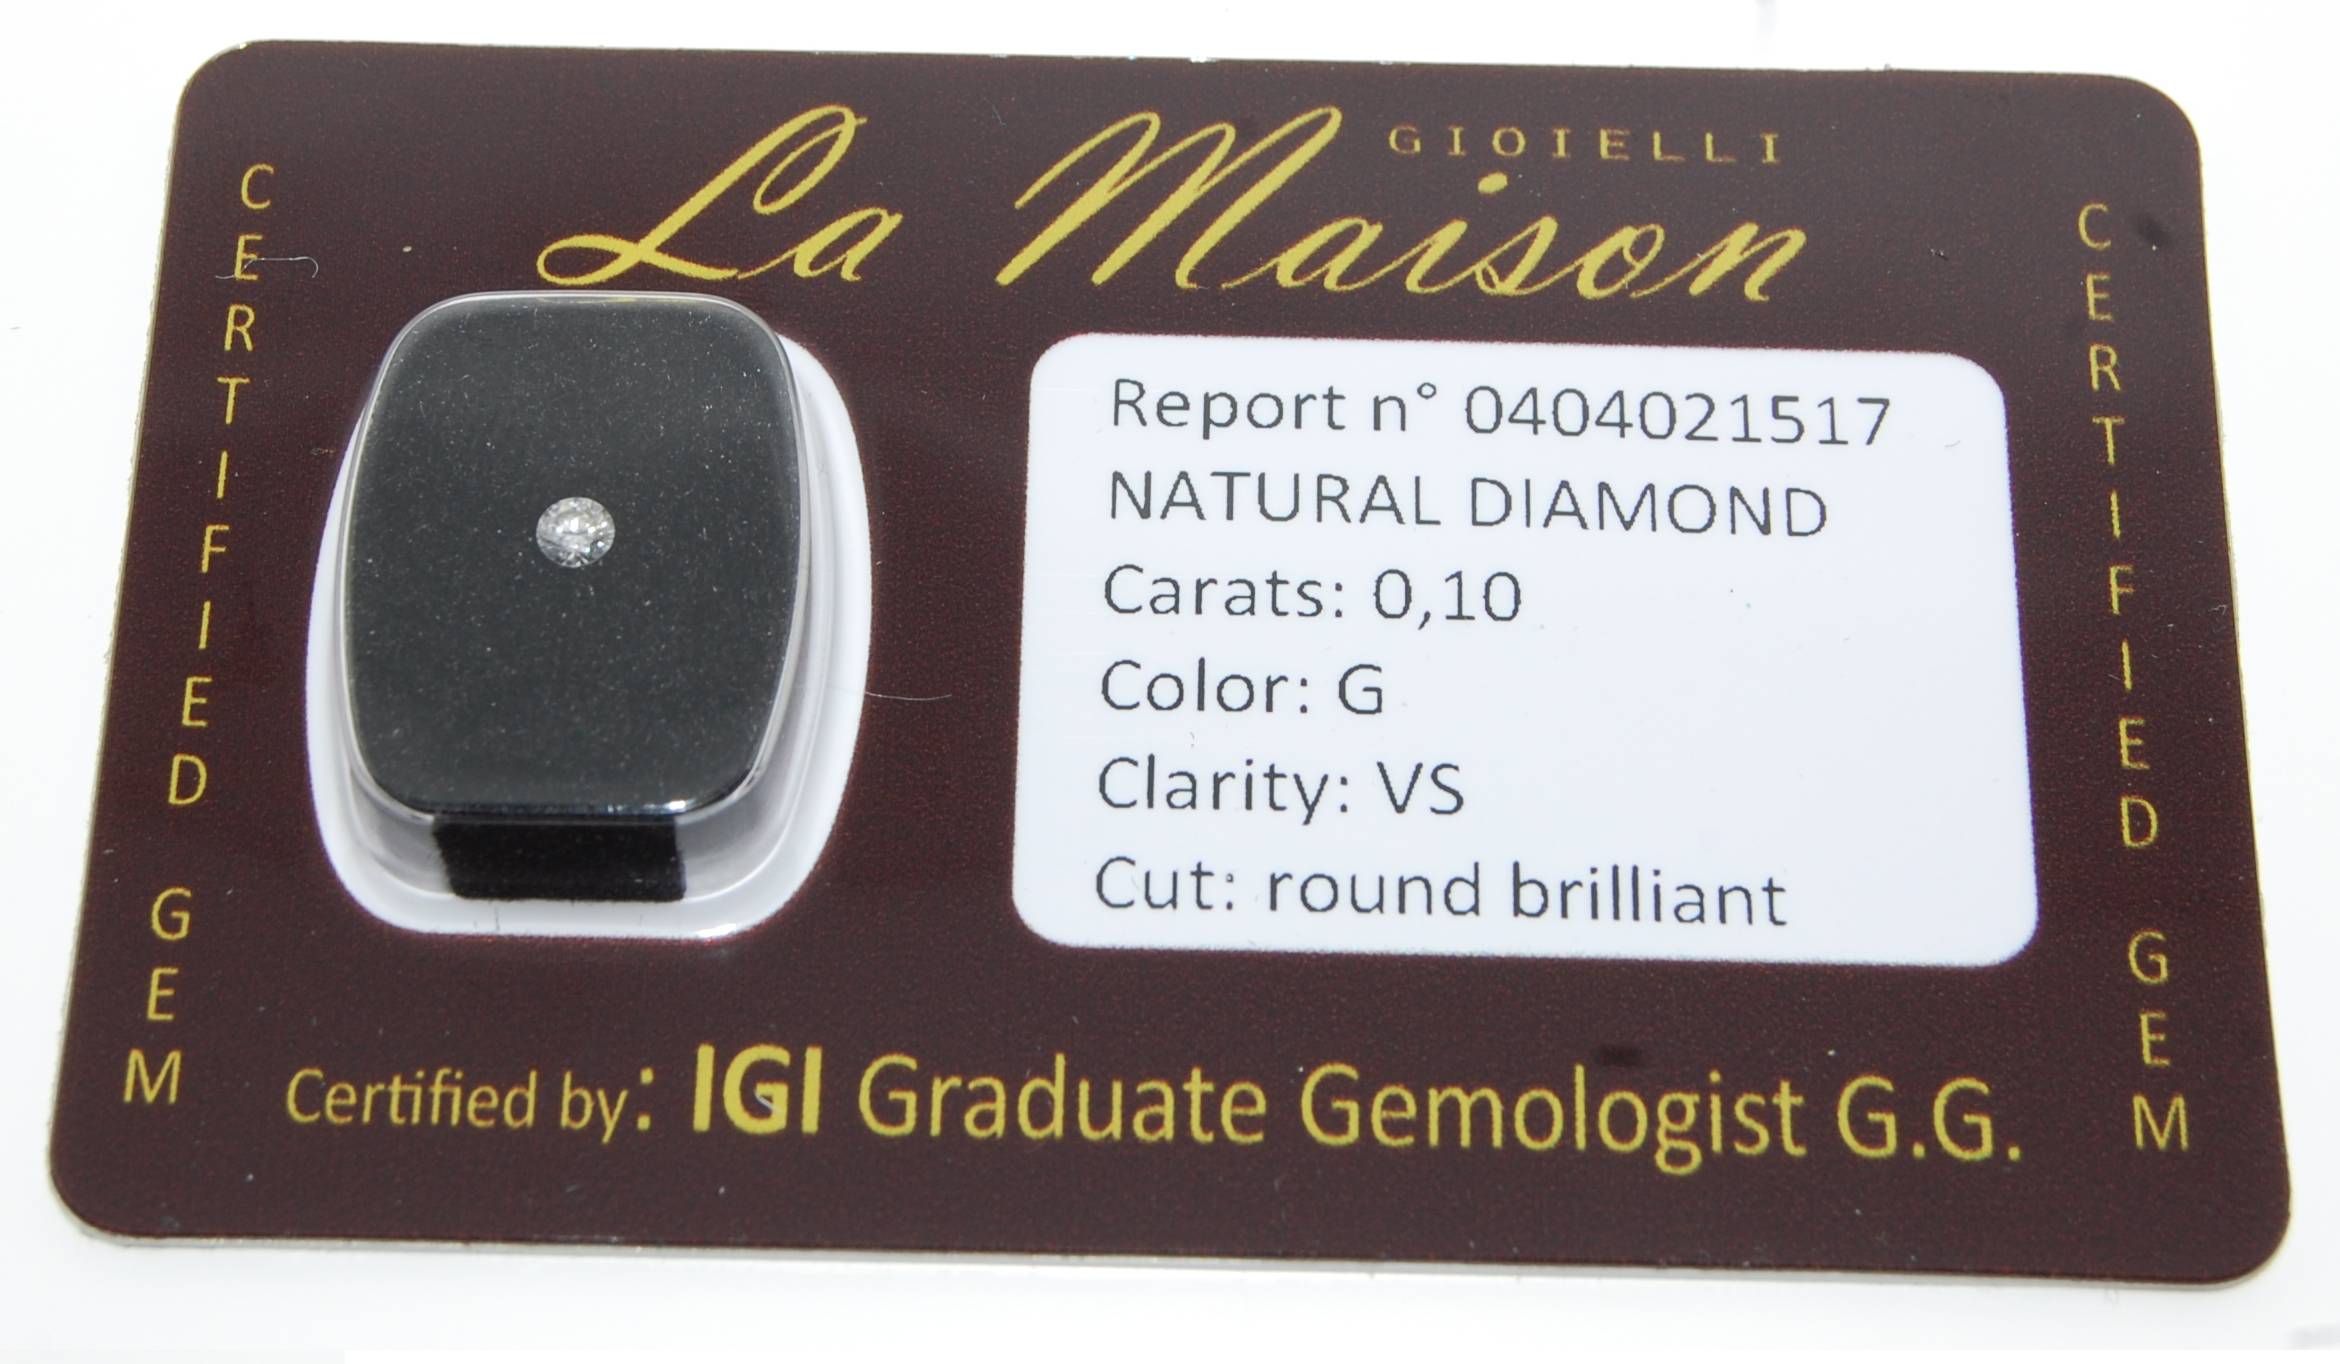 GIOIELLI
La Maison
CERTIFIED GEM
Report n° 0404021517
NATURAL DIAMOND
Carats: 0,10
Color: G
Clarity: VS
Cut: round brilliant
CERTIFIED GEM
Certified by: IGI Graduate Gemologist G.G.